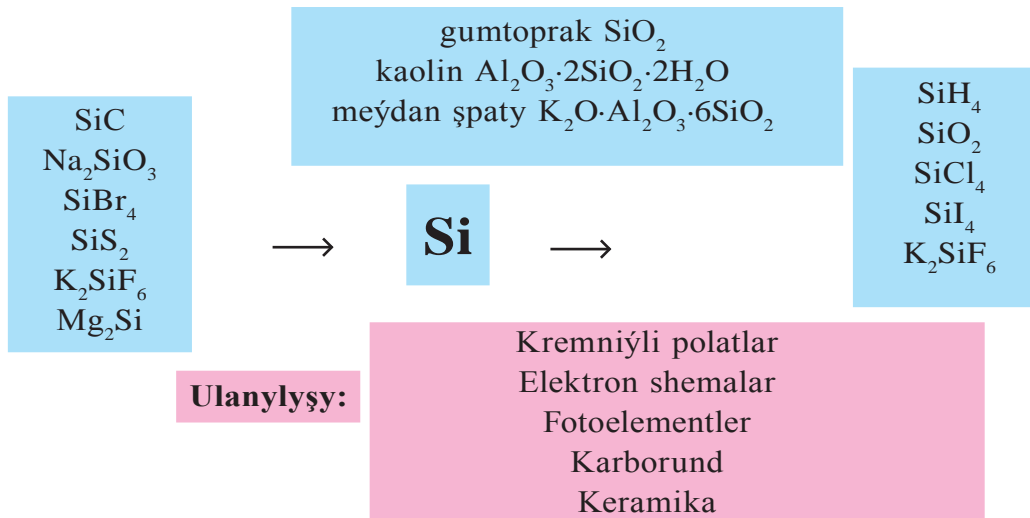 gumtoprak SiO₂
kaolin Al₂O₃·2SiO₂·2H₂O
meýdan şpaty K₂O·Al₂O₃·6SiO₂
SiC
Na₂SiO₃
SiBr₄
SiS₂
K₂SiF₆
Mg₂Si
→
Si
→
SiH₄
SiO₂
SiCl₄
SiI₄
K₂SiF₆
Ulanylyşy:
Kremniýli polatlar
Elektron shemalar
Fotoelementler
Karborund
Keramika